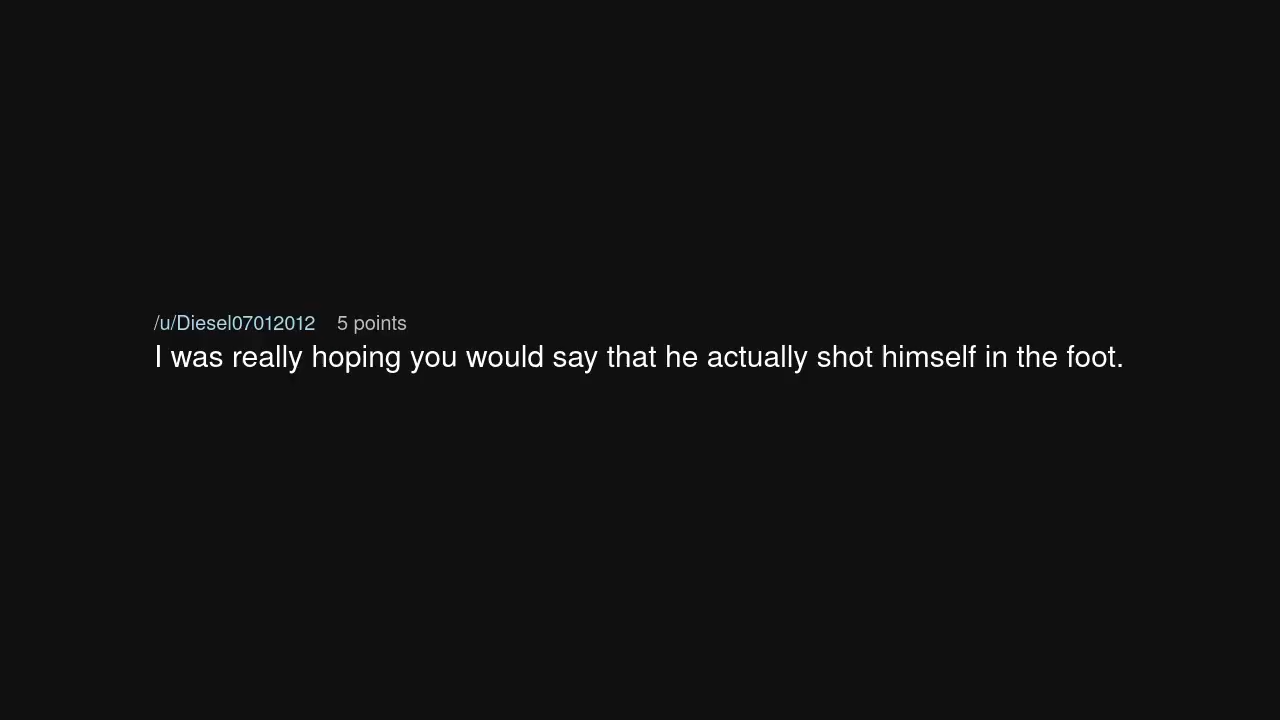 /u/Diesel07012012 5 points
I was really hoping you would say that he actually shot himself in the foot.